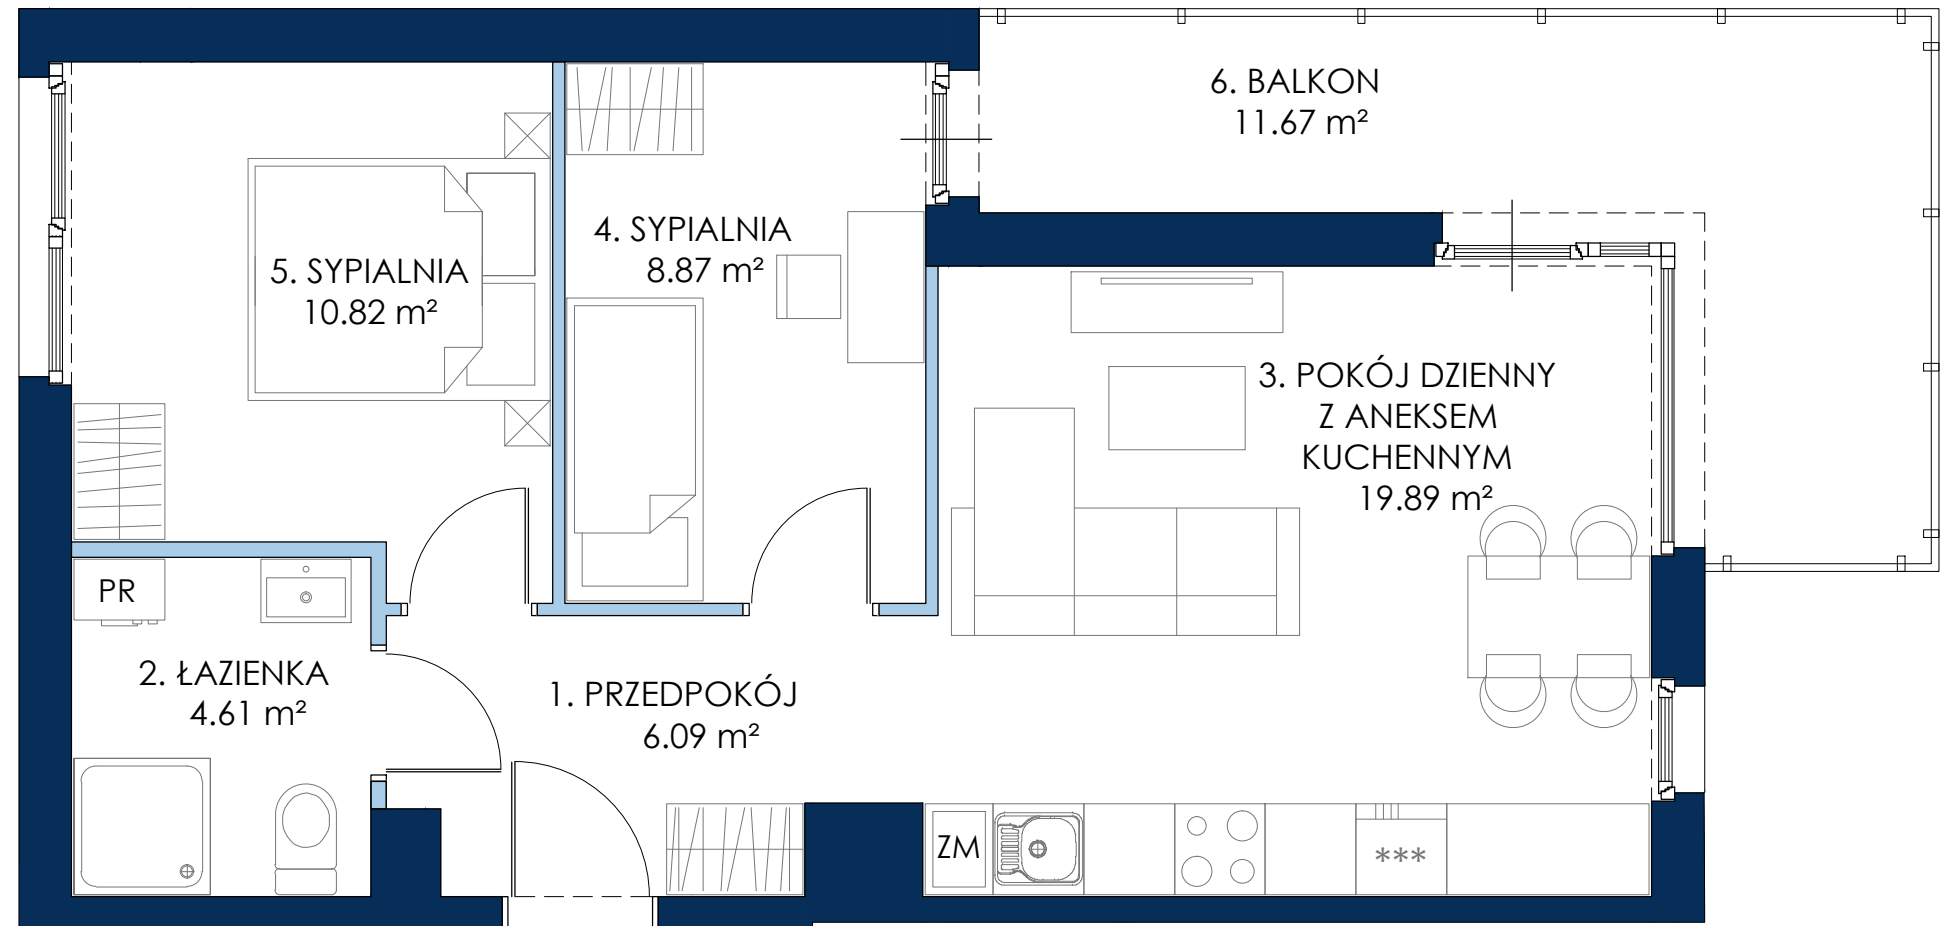 6. BALKON
11.67 m²
4. SYPIALNIA
8.87 m²
5. SYPIALNIA
10.82 m²
3. POKÓJ DZIENNY
Z ANEKSEM
KUCHENNYM
19.89 m²
PR
2. ŁAZIENKA
4.61 m²
1. PRZEDPOKÓJ
6.09 m²
ZM
***